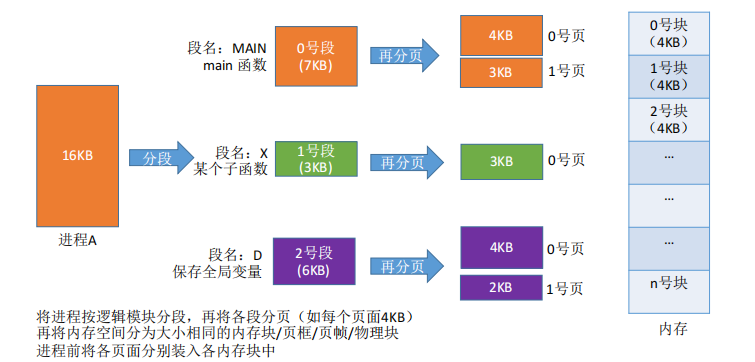 段名：MAIN
main 函数
0号段
(7KB)
再分页
4KB
0号页
3KB
1号页
16KB
进程A
分段
段名：X
某个子函数
1号段
(3KB)
再分页
3KB
0号页
段名：D
保存全局变量
2号段
(6KB)
再分页
4KB
0号页
2KB
1号页
0号块
（4KB）
1号块
(4KB)
2号块
（4KB）
…
…
…
n号块
内存
将进程按逻辑模块分段，再将各段分页（如每个页面4KB）
再将内存空间分为大小相同的内存块/页框/页帧/物理块
进程前将各页面分别装入各内存块中